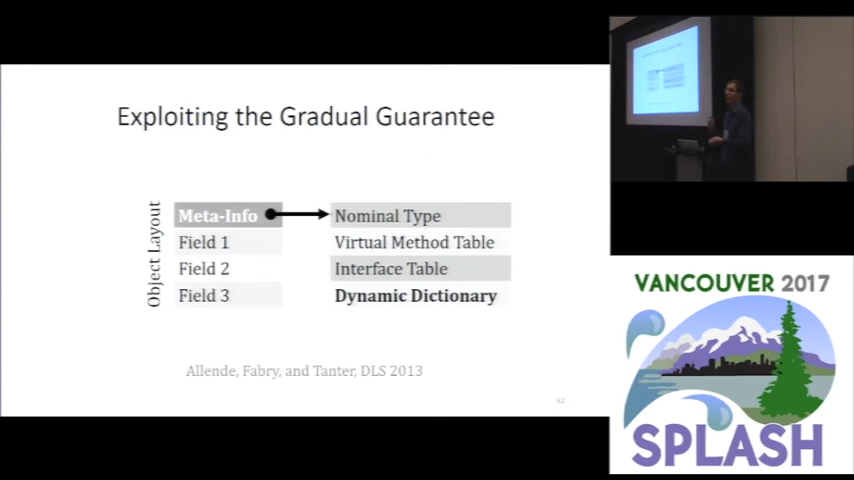 Exploiting the Gradual Guarantee
Object Layout
Meta-Info
Field 1
Field 2
Field 3
Nominal Type
Virtual Method Table
Interface Table
Dynamic Dictionary
Allende, Fabry, and Tanter, DLS 2013
52
VANCOUVER 2017
SPLASH